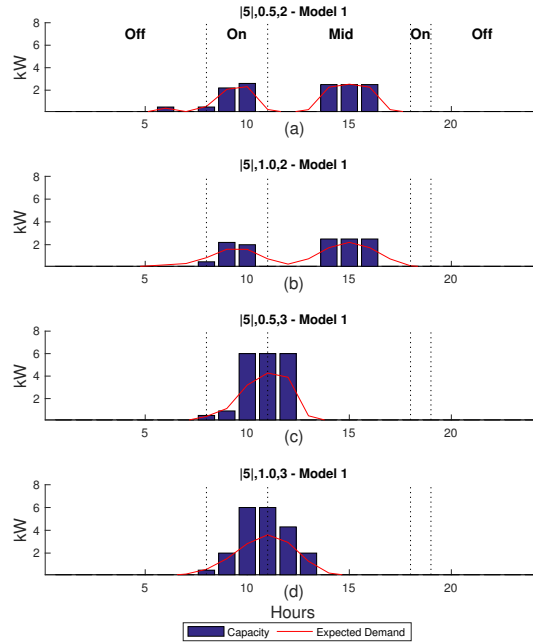 |5|,0.5,2 - Model 1
Off On Mid On Off
8
6
4
2
kW
5 10 15 20
(a)
|5|,1.0,2 - Model 1
8
6
4
2
kW
5 10 15 20
(b)
|5|,0.5,3 - Model 1
8
6
4
2
kW
5 10 15 20
(c)
|5|,1.0,3 - Model 1
8
6
4
2
kW
5 10 15 20
(d)
Hours
Capacity Expected Demand